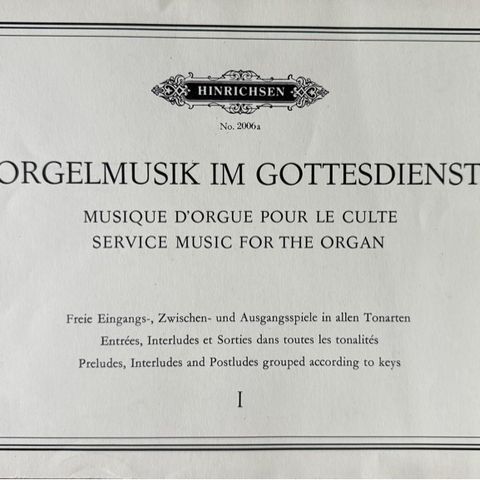 HINRICHSEN
No. 2006a
ORGELMUSIK IM GOTTESDIENST
MUSIQUE D'ORGUE POUR LE CULTE
SERVICE MUSIC FOR THE ORGAN
Freie Eingangs-, Zwischen- und Ausgangsspiele in allen Tonarten
Entrées, Interludes et Sorties dans toutes les tonalités
Preludes, Interludes and Postludes grouped according to keys
I